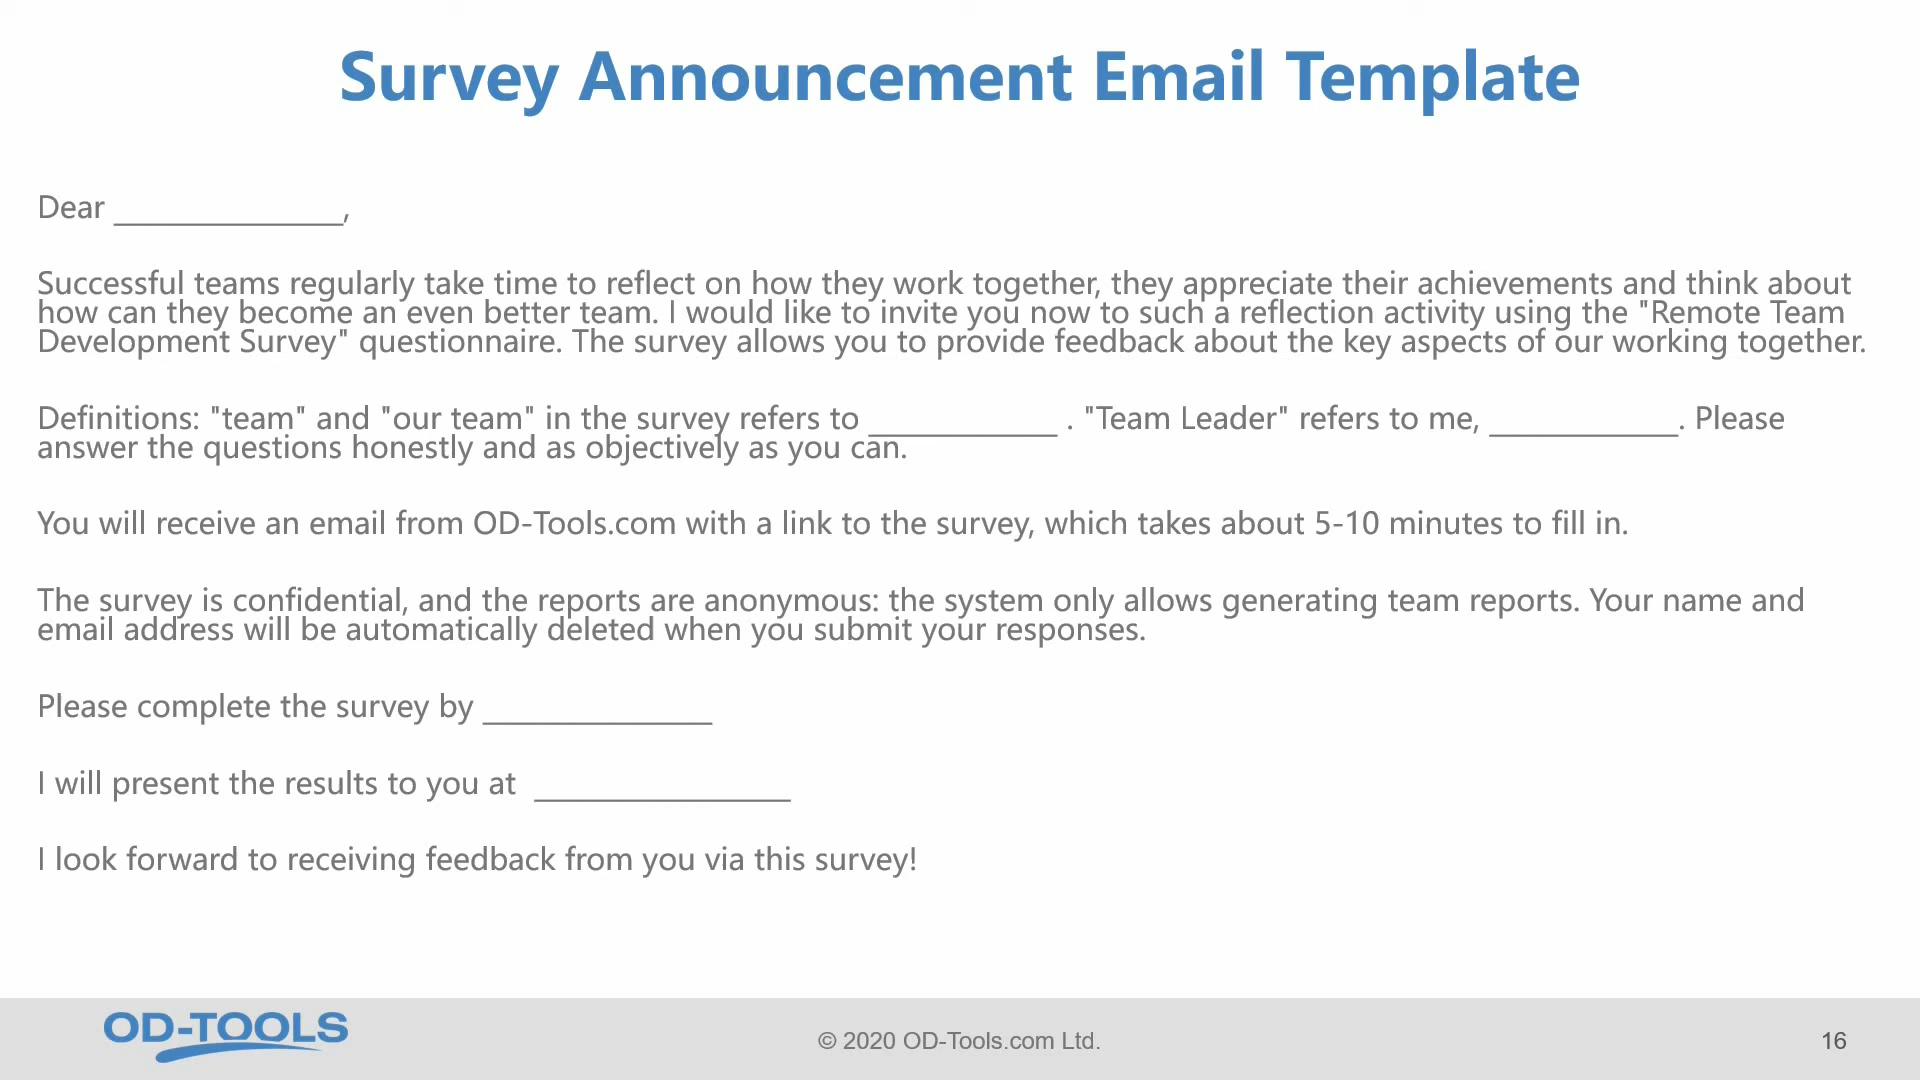 Survey Announcement Email Template
Dear ______________,
Successful teams regularly take time to reflect on how they work together, they appreciate their achievements and think about
how can they become an even better team. I would like to invite you now to such a reflection activity using the "Remote Team
Development Survey" questionnaire. The survey allows you to provide feedback about the key aspects of our working together.
Definitions: "team" and "our team" in the survey refers to ___________ . "Team Leader" refers to me, ___________. Please
answer the questions honestly and as objectively as you can.
You will receive an email from OD-Tools.com with a link to the survey, which takes about 5-10 minutes to fill in.
The survey is confidential, and the reports are anonymous: the system only allows generating team reports. Your name and
email address will be automatically deleted when you submit your responses.
Please complete the survey by ______________
I will present the results to you at  _______________
I look forward to receiving feedback from you via this survey!
OD-TOOLS
© 2020 OD-Tools.com Ltd.
16